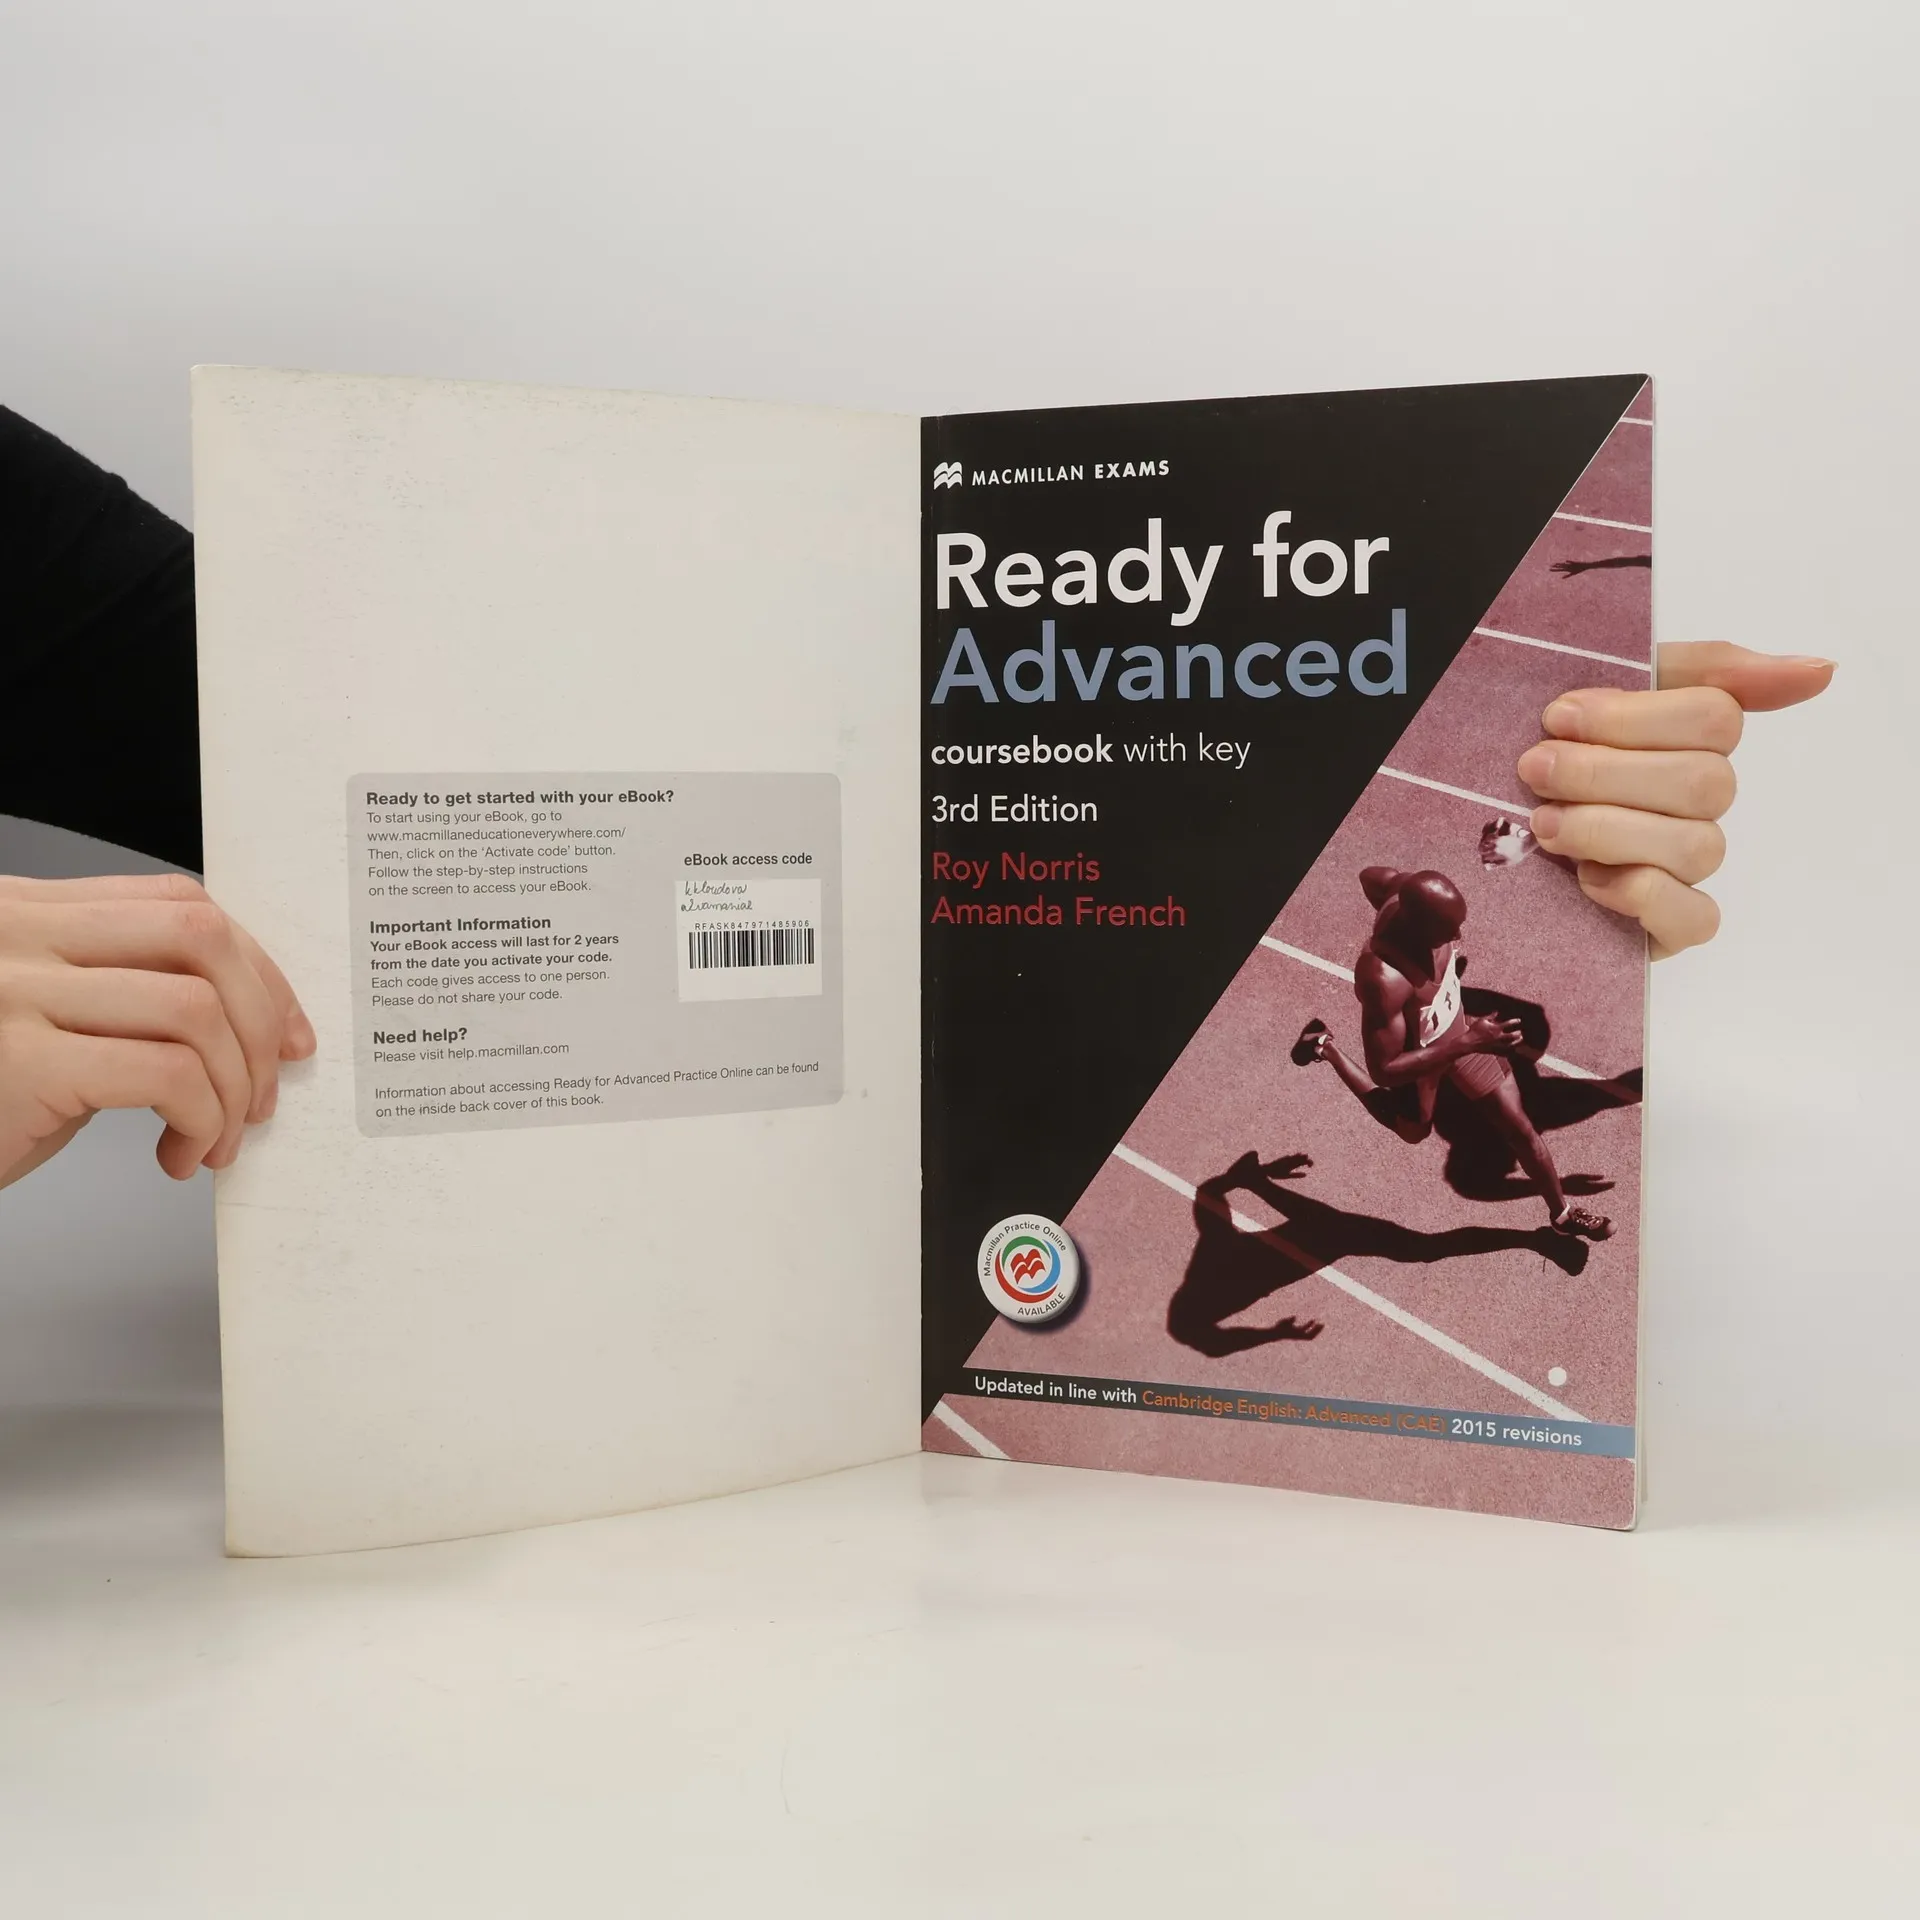 Ready to get started with your eBook?
To start using your eBook, go to
www.macmillaneducationeverywhere.com/
Then, click on the 'Activate code' button.
Follow the step-by-step instructions
on the screen to access your eBook.
Important Information
Your eBook access will last for 2 years
from the date you activate your code.
Each code gives access to one person.
Please do not share your code.
Need help?
Please visit help.macmillan.com
Information about accessing Ready for Advanced Practice Online can be found
on the inside back cover of this book.
eBook access code
kkloudova
RFASK847971485906
MACMILLAN EXAMS
Ready for
Advanced
coursebook with key
3rd Edition
Roy Norris
Amanda French
Macmillan Practice Online
AVAILABLE
Updated in line with Cambridge English: Advanced (CAE) 2015 revisions